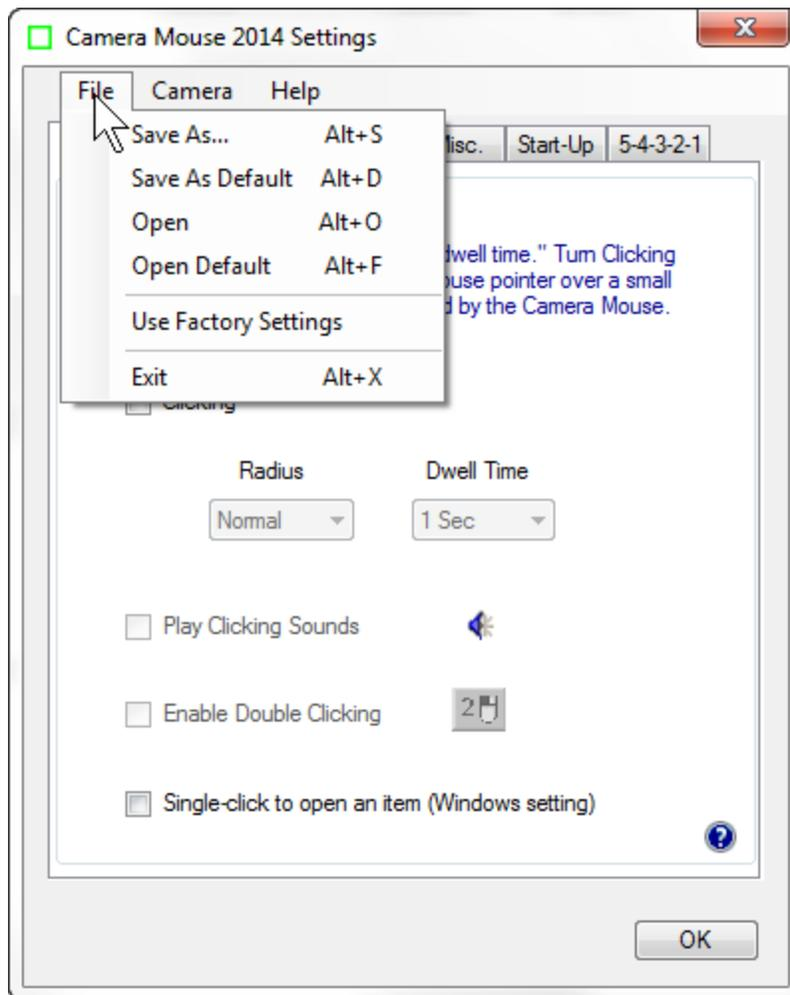 Camera Mouse 2014 Settings
File Camera Help
Save As... Alt+S
Start-Up 5-4-3-2-1
Save As Default Alt+D
Open Alt+O
dwell time." Turn Clicking
Open Default Alt+F
pointer over a small
by the Camera Mouse.
Use Factory Settings
Exit Alt+X
Clicking
Radius Dwell Time
Normal 1 Sec
Play Clicking Sounds
Enable Double Clicking
2
Single-click to open an item (Windows setting)
?
OK